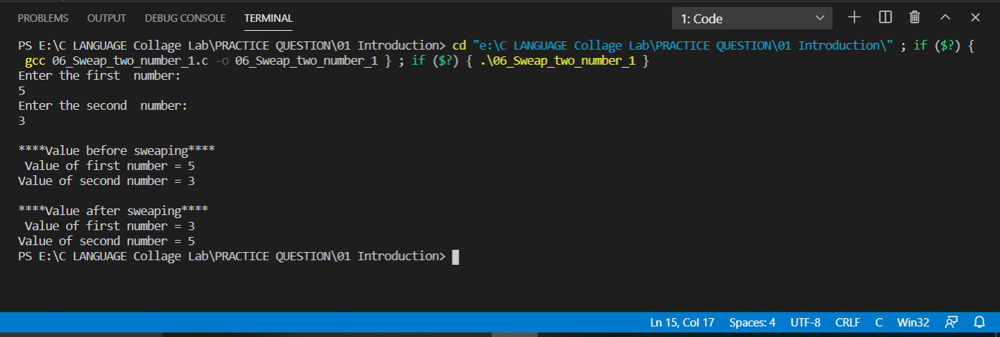 PROBLEMS OUTPUT DEBUG CONSOLE TERMINAL 1: Code
PS E:\C LANGUAGE Collage Lab\PRACTICE QUESTION\01 Introduction> cd "e:\C LANGUAGE Collage Lab\PRACTICE QUESTION\01 Introduction\" ; if ($?) {
gcc 06_Sweap_two_number_1.c -o 06_Sweap_two_number_1 } ; if ($?) { .\06_Sweap_two_number_1 }
Enter the first  number:
5
Enter the second  number:
3
****Value before sweaping****
Value of first number = 5
Value of second number = 3
****Value after sweaping****
Value of first number = 3
Value of second number = 5
PS E:\C LANGUAGE Collage Lab\PRACTICE QUESTION\01 Introduction>
Ln 15, Col 17 Spaces: 4 UTF-8 CRLF C Win32